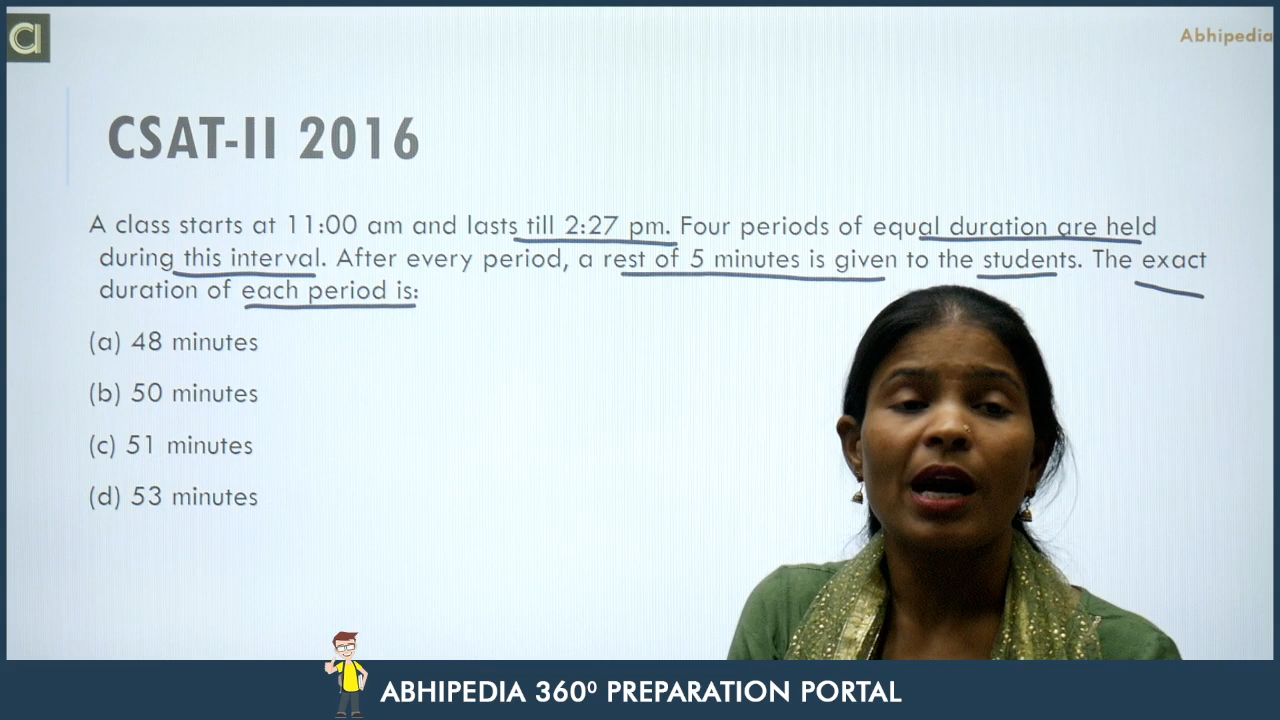 Abhipedia
CSAT-II 2016
A class starts at 11:00 am and lasts till 2:27 pm. Four periods of equal duration are held
during this interval. After every period, a rest of 5 minutes is given to the students. The exact
duration of each period is:
(a) 48 minutes
(b) 50 minutes
(c) 51 minutes
(d) 53 minutes
ABHIPEDIA 360º PREPARATION PORTAL